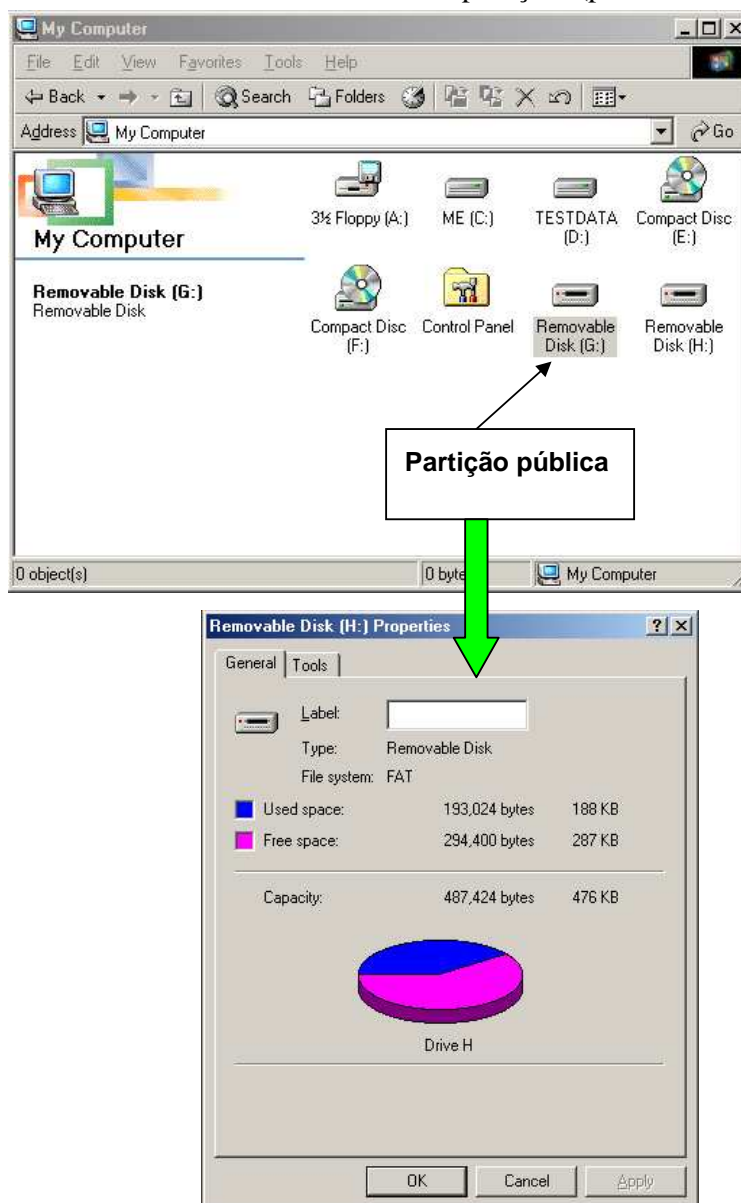 My Computer
File Edit View Favorites Tools Help
Back Search Folders
Address My Computer Go
3½ Floppy (A:) ME (C:) TESTDATA (D:) Compact Disc (E:)
My Computer
Removable Disk (G:)
Removable Disk
Compact Disc (F:) Control Panel Removable Disk (G:) Removable Disk (H:)
Partição pública
0 object(s) My Computer
Removable Disk (H:) Properties
General Tools
Label:
Type: Removable Disk
File system: FAT
Used space: 193,024 bytes 188 KB
Free space: 294,400 bytes 287 KB
Capacity: 487,424 bytes 476 KB
Drive H
OK Cancel Apply